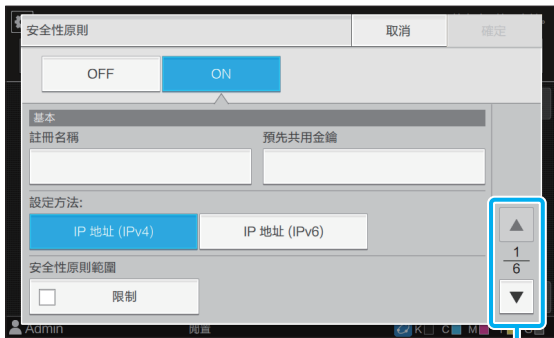 安全性原則 取消 確定
OFF ON
基本
註冊名稱 預先共用金鑰
設定方法:
IP 地址 (IPv4) IP 地址 (IPv6)
安全性原則範圍
限制
1
6
Admin 閒置 K C M